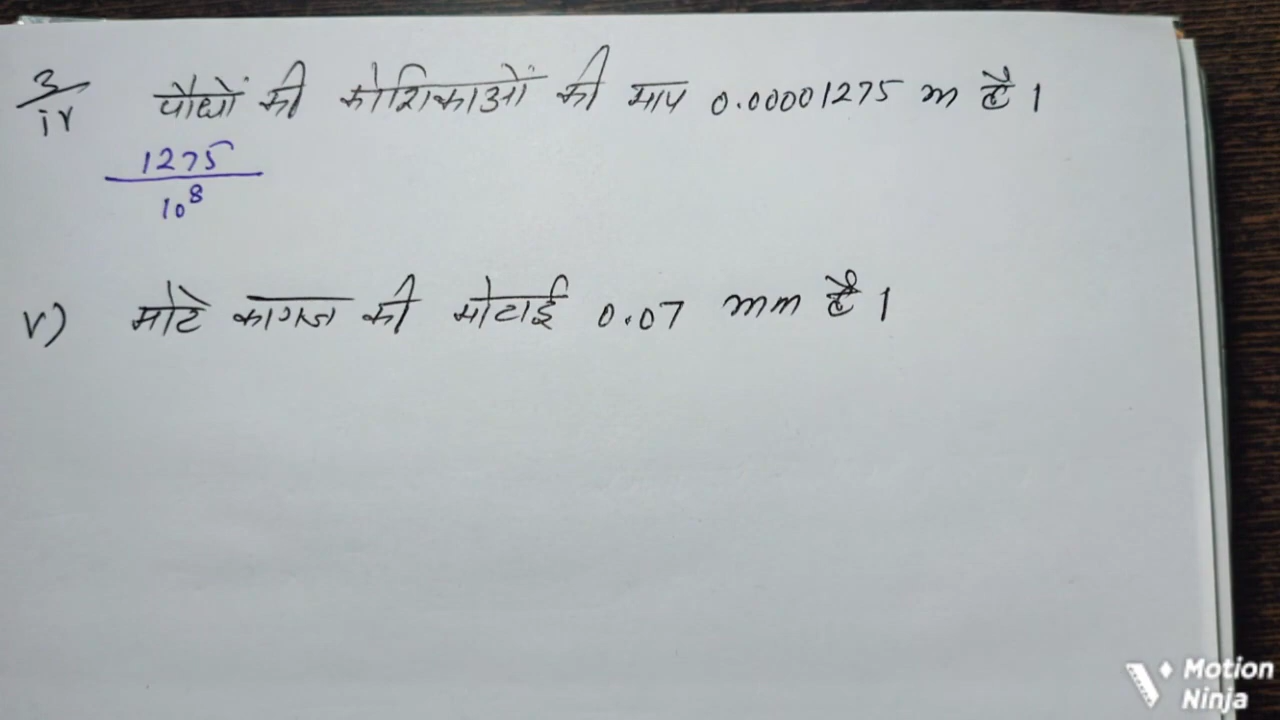 3/iv पौधों की कोशिकाओं की माप 0.00001275 m है।
1275
10⁸
v) मोटे कागज की मोटाई 0.07 mm है।
Motion
Ninja